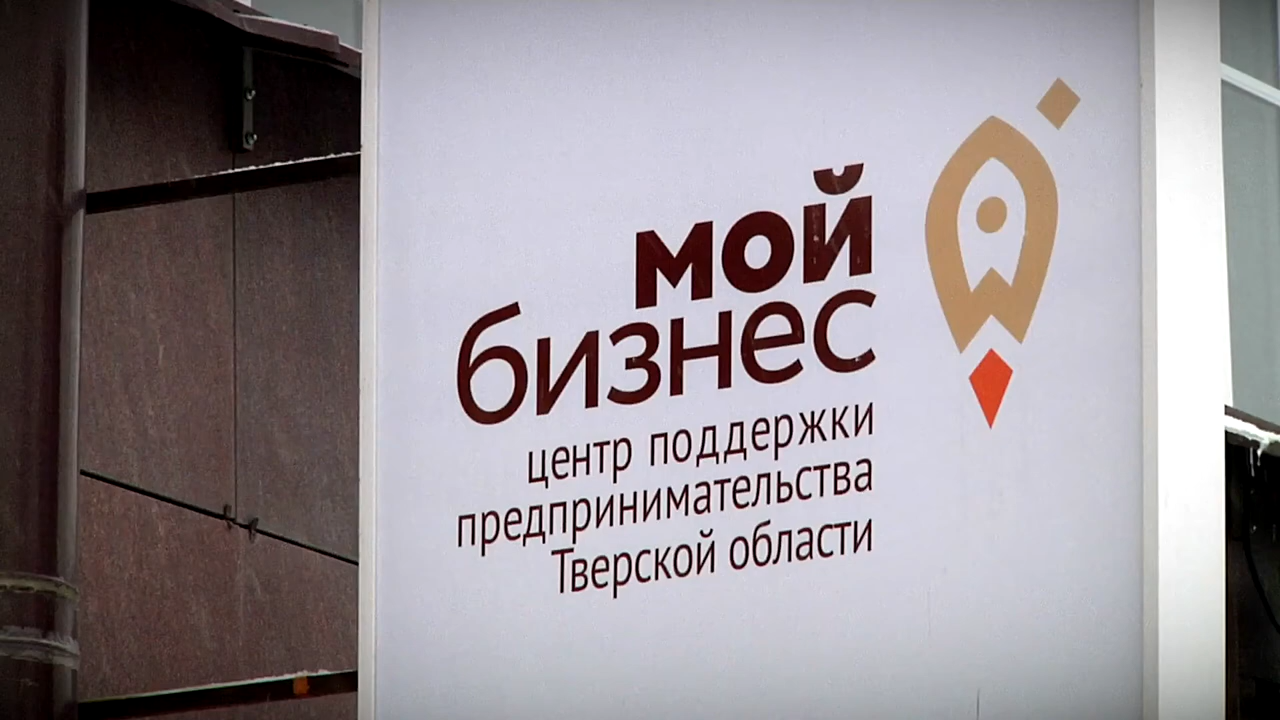 мой
бизнес
центр поддержки
предпринимательства
Тверской области